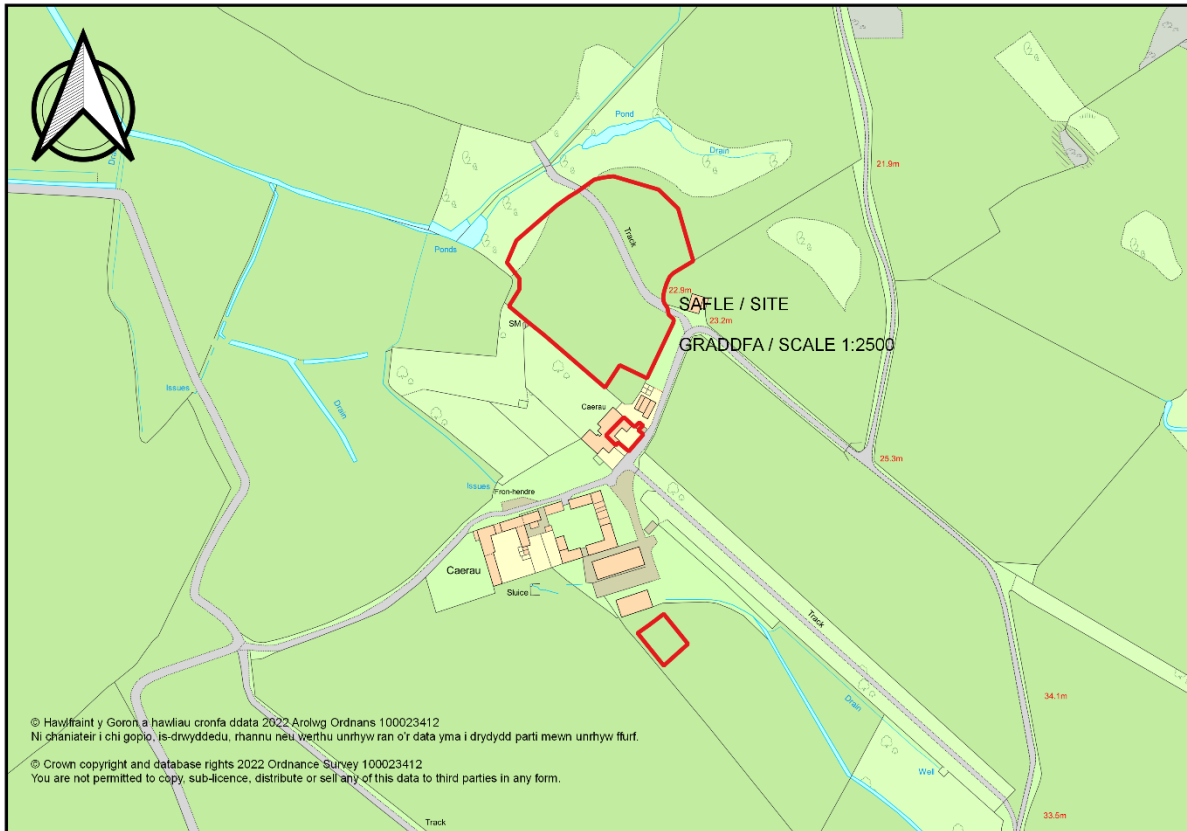 Pond
Drain
21.9m
Track
Ponds
22.9m
SAFLE / SITE
23.2m
SM
GRADDFA / SCALE 1:2500
Issues
Drain
Caerau
25.3m
Issues
Fron-hendre
Caerau
Sluice
Track
Drain
34.1m
© Hawlfraint y Goron a hawliau cronfa ddata 2022 Arolwg Ordnans 100023412
Ni chaniateir i chi gopio, is-drwyddedu, rhannu neu werthu unrhyw ran o'r data yma i drydydd parti mewn unrhyw ffurf.
© Crown copyright and database rights 2022 Ordnance Survey 100023412
You are not permitted to copy, sub-licence, distribute or sell any of this data to third parties in any form.
Well
33.5m
Track